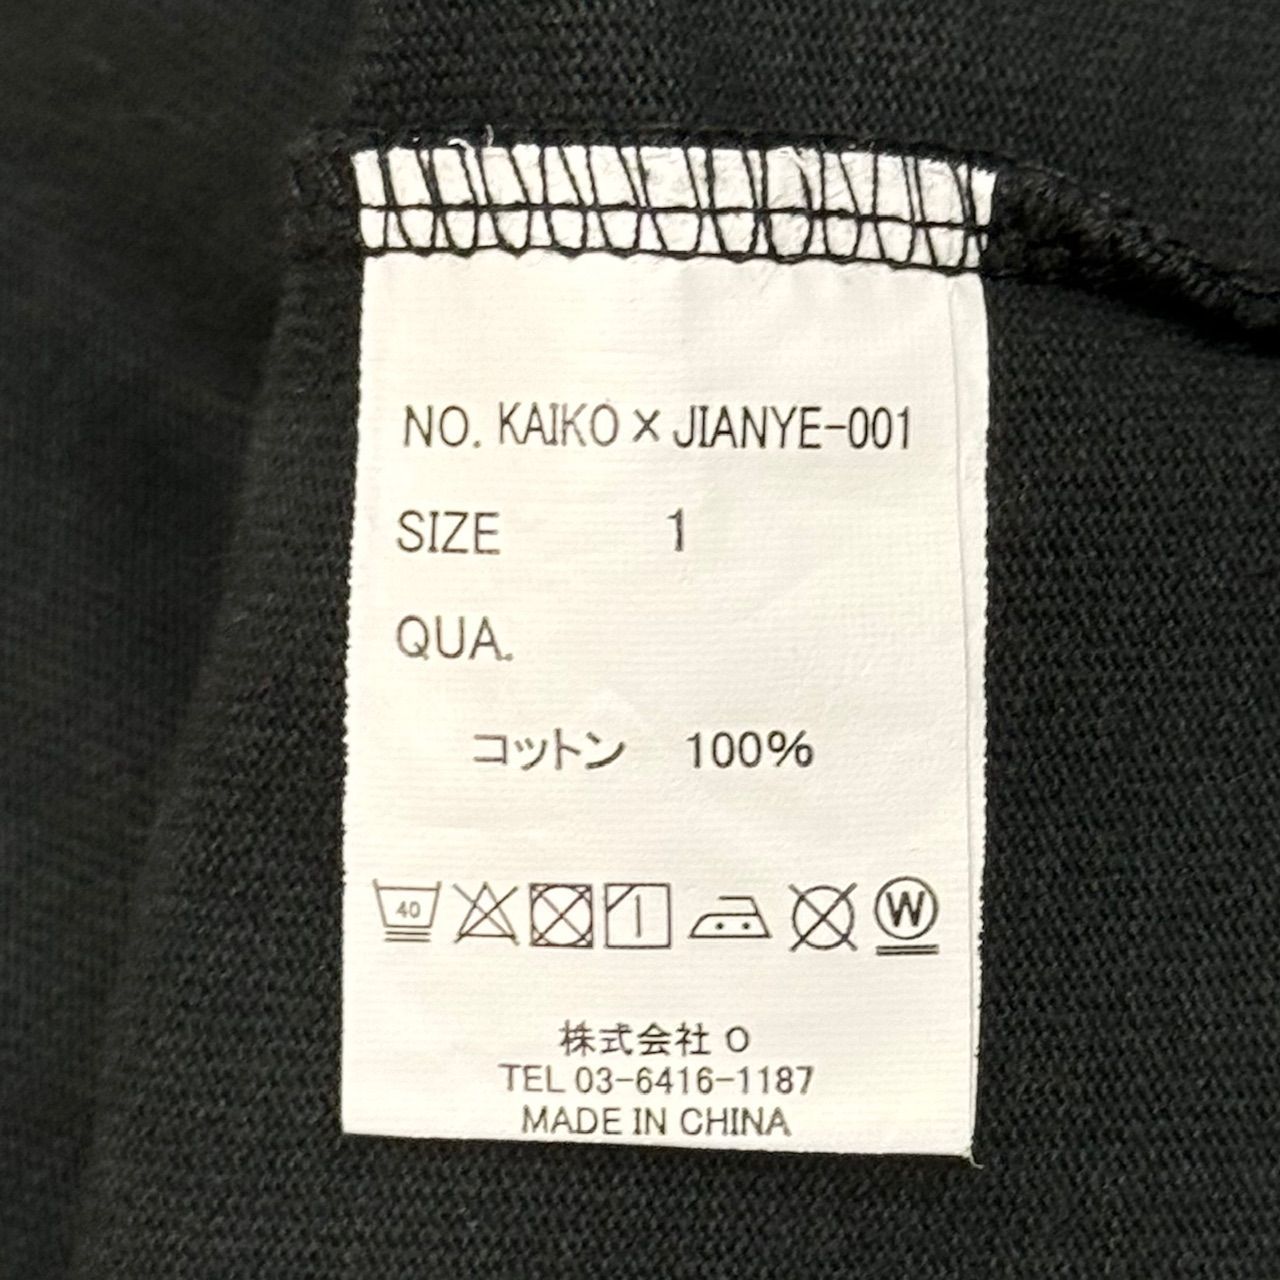 NO. KAIKO×JIANYE-001
SIZE 1
QUA.
コットン 100%
40
W
株式会社 O
TEL 03-6416-1187
MADE IN CHINA